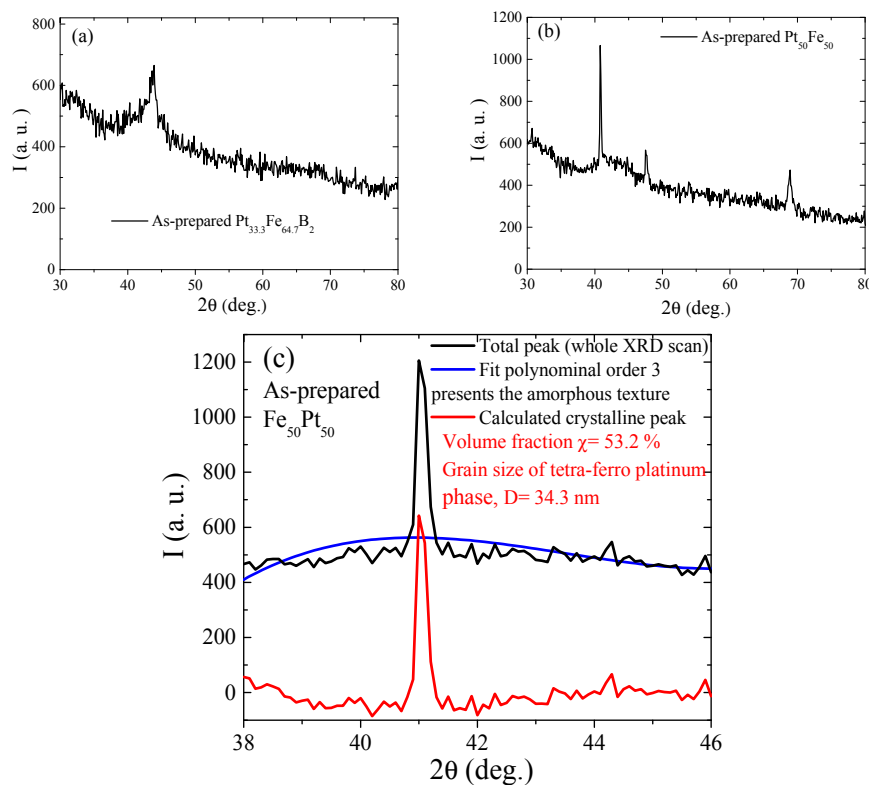 (a)
800
600
400
200
0
I (a. u. )
As-prepared Pt33.3Fe64.7B2
30 40 50 60 70 80
2θ (deg.)
(b)
As-prepared Pt50Fe50
1200
1000
800
600
400
200
0
I (a. u. )
30 40 50 60 70 80
2θ (deg.)
(c)
As-prepared
Fe50Pt50
Total peak (whole XRD scan)
Fit polynominal order 3
presents the amorphous texture
Calculated crystalline peak
Volume fraction χ= 53.2 %
Grain size of tetra-ferro platinum
phase, D= 34.3 nm
1200
1000
800
600
400
200
0
I (a. u. )
38 40 42 44 46
2θ (deg.)